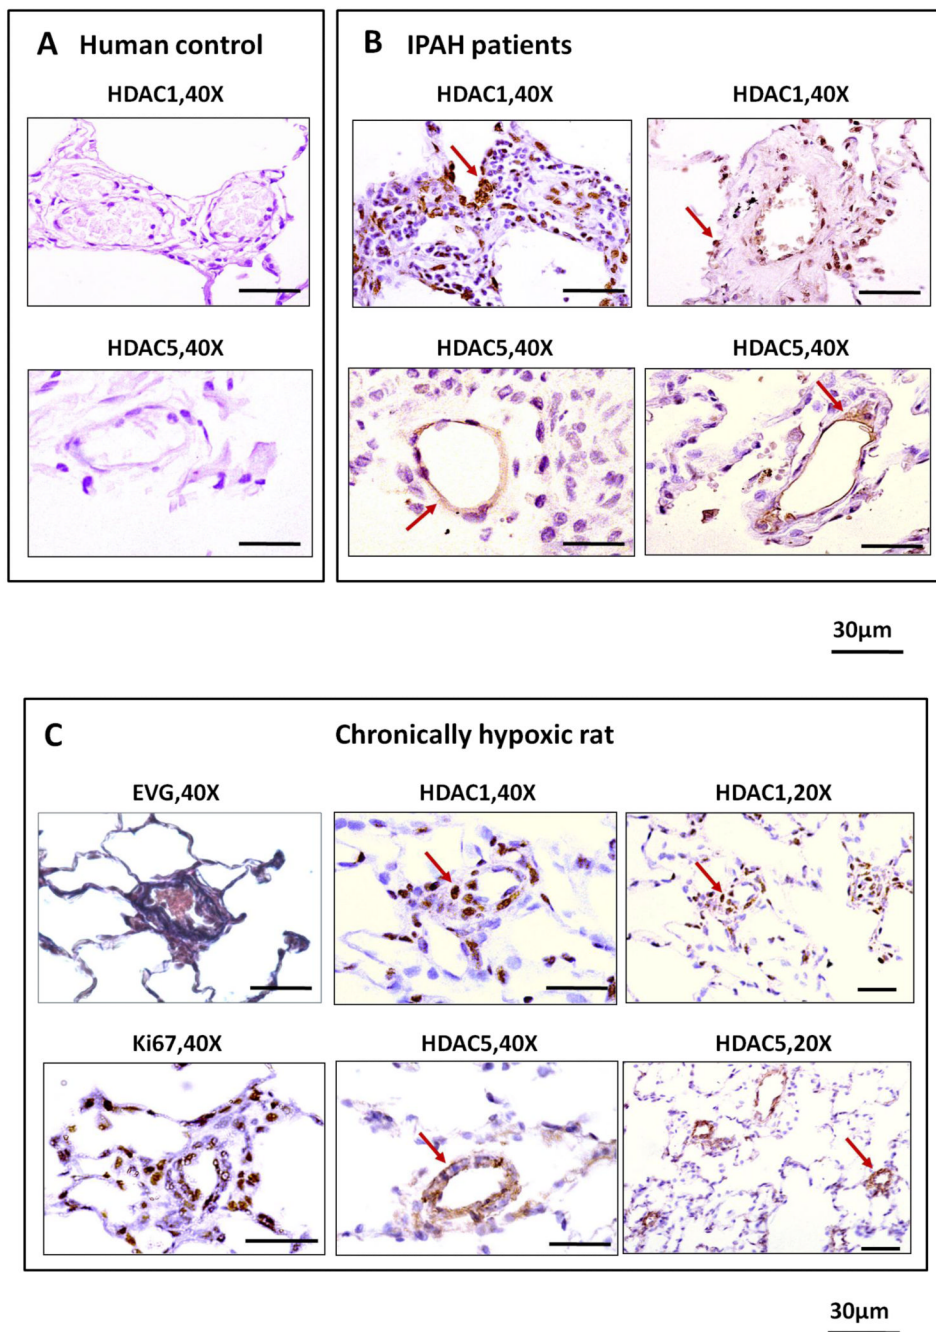 A Human control
HDAC1,40X
HDAC5,40X
B IPAH patients
HDAC1,40X HDAC1,40X
HDAC5,40X HDAC5,40X
30μm
C Chronically hypoxic rat
EVG,40X HDAC1,40X HDAC1,20X
Ki67,40X HDAC5,40X HDAC5,20X
30μm